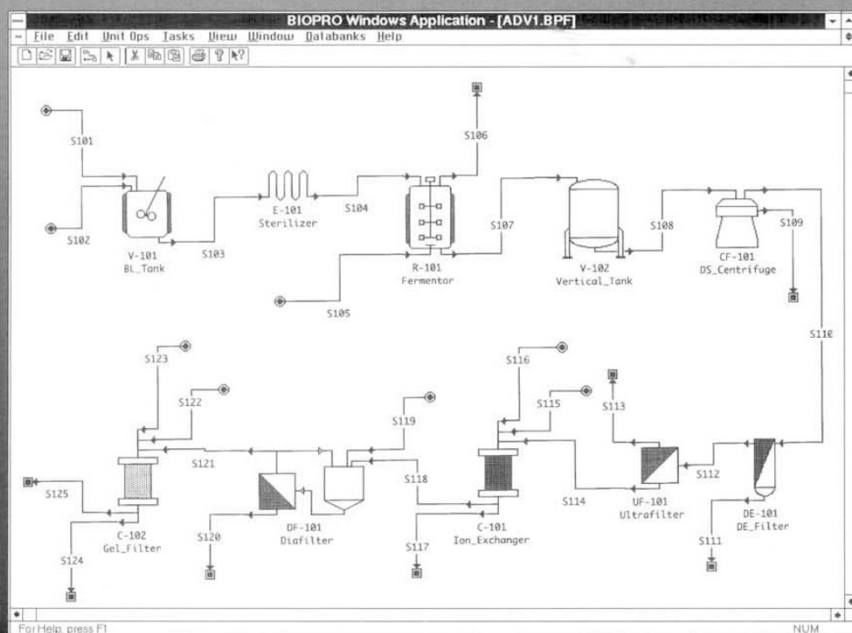 BIOPRO Windows Application - [ADV1.BPF]
File Edit Unit Ops Tasks View Window Databanks Help
S101
S102
V-101
BL_Tank
S103
E-101
Sterilizer
S104
S105
S106
R-101
Fermentor
S107
V-102
Vertical_Tank
S108
S109
CF-101
DS_Centrifuge
S110
S123
S122
S121
S125
C-102
Gel_Filter
S124
S120
DF-101
Diafilter
S119
S118
S117
S116
S115
C-101
Ion_Exchanger
S114
S113
UF-101
Ultrafilter
S112
S111
DE-101
DE_Filter
For Help, press F1
NUM